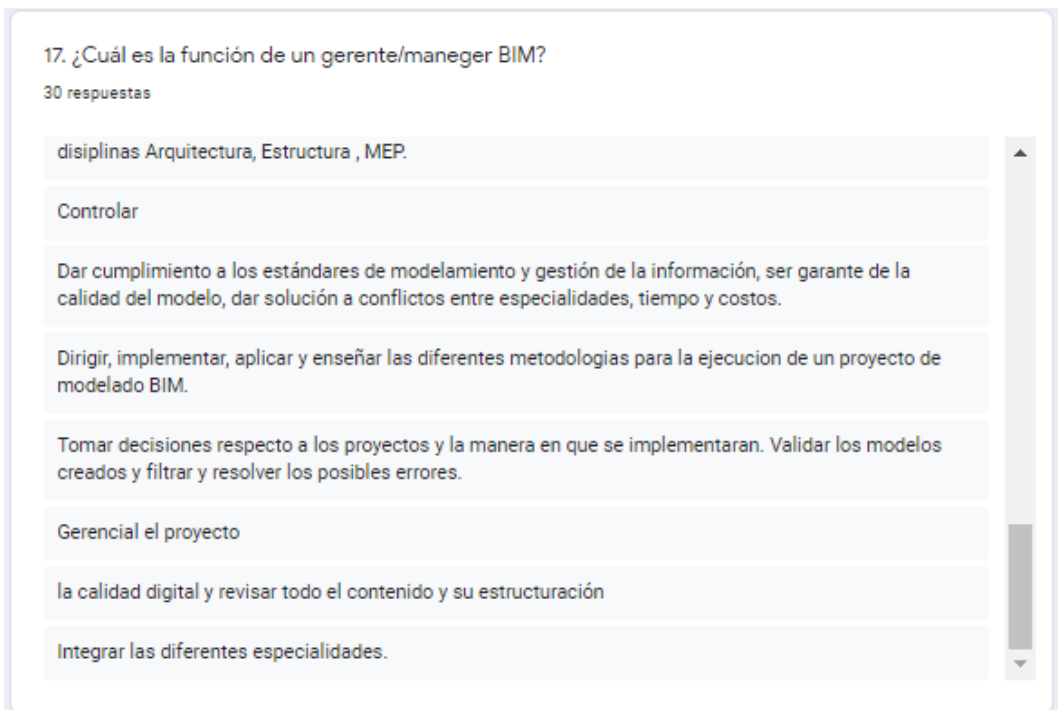 17. ¿Cuál es la función de un gerente/maneger BIM?
30 respuestas
disiplinas Arquitectura, Estructura , MEP.
Controlar
Dar cumplimiento a los estándares de modelamiento y gestión de la información, ser garante de la
calidad del modelo, dar solución a conflictos entre especialidades, tiempo y costos.
Dirigir, implementar, aplicar y enseñar las diferentes metodologias para la ejecucion de un proyecto de
modelado BIM.
Tomar decisiones respecto a los proyectos y la manera en que se implementaran. Validar los modelos
creados y filtrar y resolver los posibles errores.
Gerencial el proyecto
la calidad digital y revisar todo el contenido y su estructuración
Integrar las diferentes especialidades.